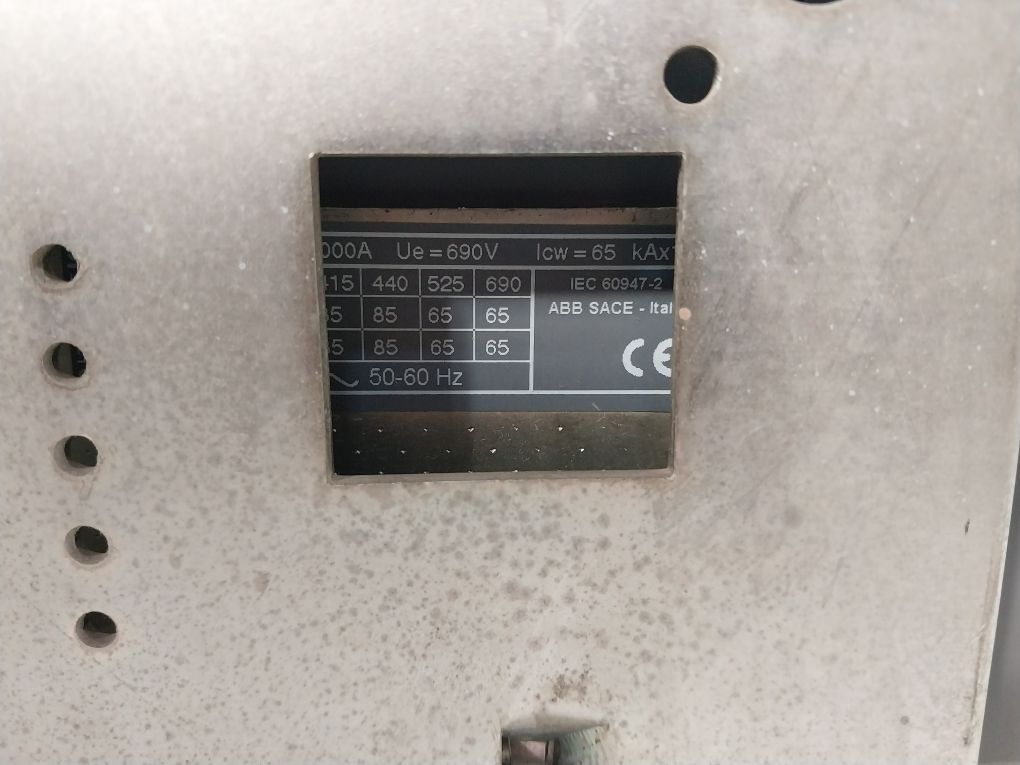 000A Ue=690V Icw=65 kAx
415 440 525 690
85 65 65
85 65 65
50-60 Hz
IEC 60947-2
ABB SACE - Ital
CE